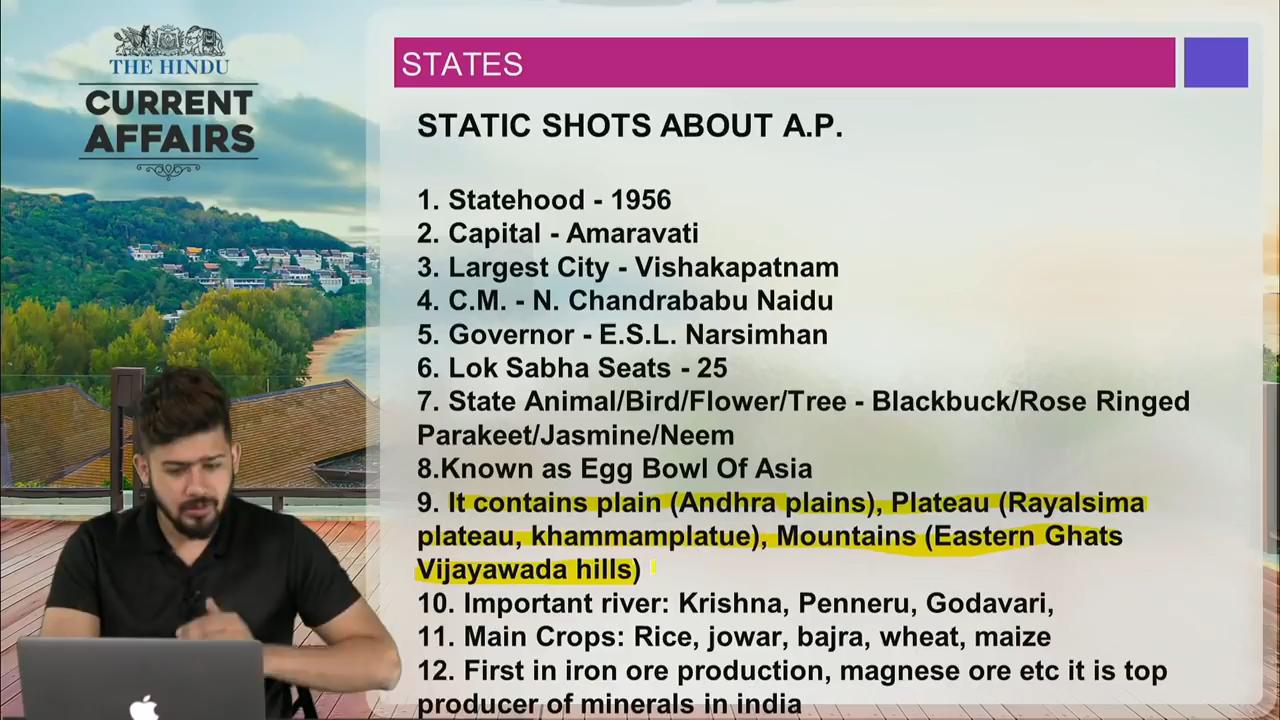 THE HINDU
CURRENT
AFFAIRS
STATES
STATIC SHOTS ABOUT A.P.
1. Statehood - 1956
2. Capital - Amaravati
3. Largest City - Vishakapatnam
4. C.M. - N. Chandrababu Naidu
5. Governor - E.S.L. Narsimhan
6. Lok Sabha Seats - 25
7. State Animal/Bird/Flower/Tree - Blackbuck/Rose Ringed
Parakeet/Jasmine/Neem
8.Known as Egg Bowl Of Asia
9. It contains plain (Andhra plains), Plateau (Rayalsima
plateau, khammamplatue), Mountains (Eastern Ghats
Vijayawada hills)
10. Important river: Krishna, Penneru, Godavari,
11. Main Crops: Rice, jowar, bajra, wheat, maize
12. First in iron ore production, magnese ore etc it is top
producer of minerals in india